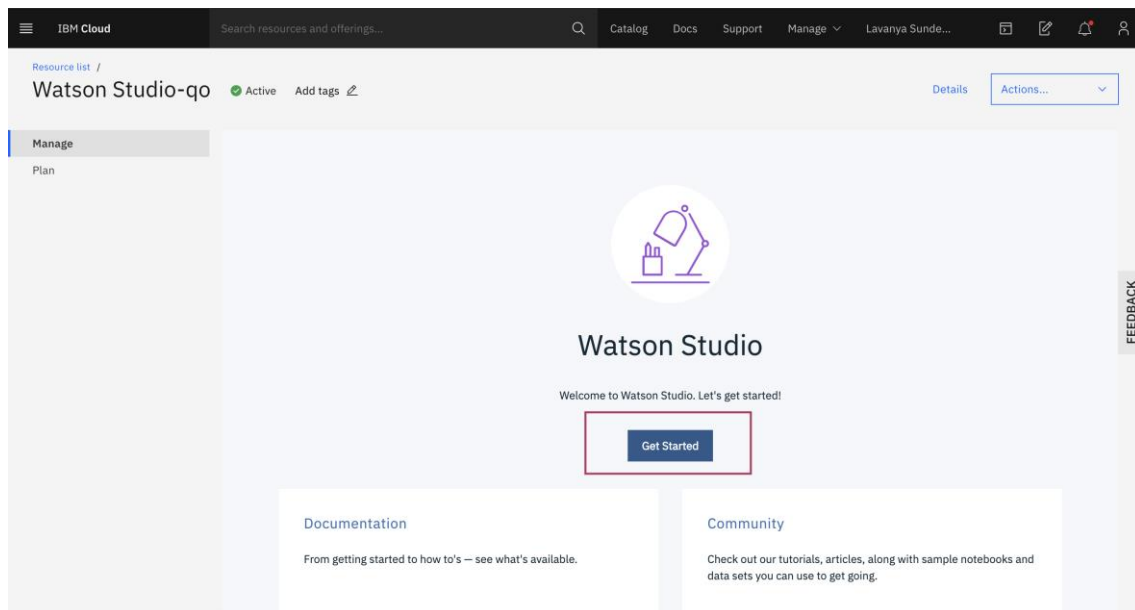 IBM Cloud
Search resources and offerings...
Catalog
Docs
Support
Manage
Lavanya Sunde...
Resource list /
Watson Studio-qo
Active
Add tags
Details
Actions...
Manage
Plan
FEEDBACK
Watson Studio
Welcome to Watson Studio. Let's get started!
Get Started
Documentation
From getting started to how to's — see what's available.
Community
Check out our tutorials, articles, along with sample notebooks and
data sets you can use to get going.